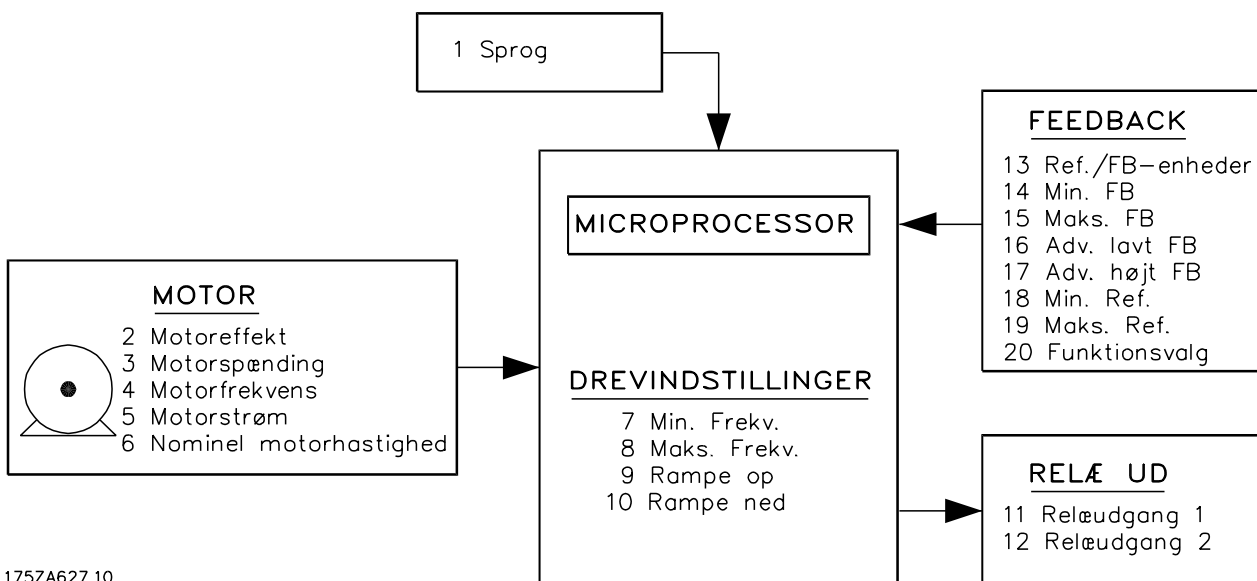 1 Sprog
FEEDBACK
13 Ref./FB-enheder
14 Min. FB
15 Maks. FB
16 Adv. lavt FB
17 Adv. højt FB
18 Min. Ref.
19 Maks. Ref.
20 Funktionsvalg
MICROPROCESSOR
MOTOR
2 Motoreffekt
3 Motorspænding
4 Motorfrekvens
5 Motorstrøm
6 Nominel motorhastighed
DREVINDSTILLINGER
7 Min. Frekv.
8 Maks. Frekv.
9 Rampe op
10 Rampe ned
RELÆ UD
11 Relæudgang 1
12 Relæudgang 2
175ZA627.10